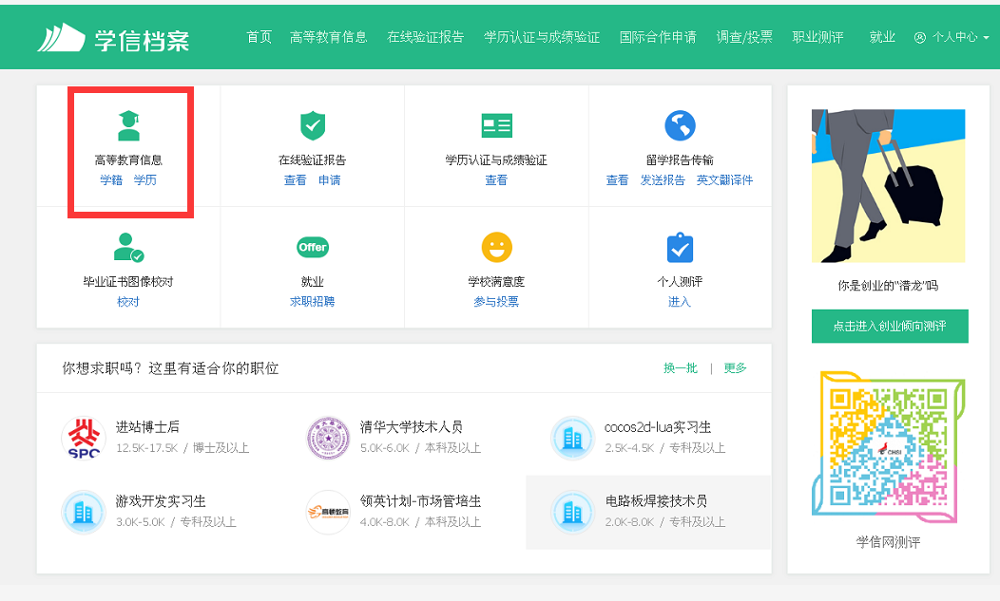 学信档案
首页 高等教育信息 在线验证报告 学历认证与成绩验证 国际合作申请 调查/投票 职业测评 就业 个人中心
高等教育信息
学籍 学历
在线验证报告
查看 申请
学历认证与成绩验证
查看
留学报告传输
查看 发送报告 英文翻译件
毕业证书图像校对
校对
Offer
就业
求职招聘
学校满意度
参与投票
个人测评
进入
你想求职吗？这里有适合你的职位
换一批 | 更多
SPC
进站博士后
12.5K-17.5K / 博士及以上
清华大学技术人员
5.0K-6.0K / 本科及以上
cocos2d-lua实习生
2.5K-4.5K / 专科及以上
游戏开发实习生
3.0K-5.0K / 专科及以上
高顿教育
领英计划-市场管培生
4.0K-8.0K / 本科及以上
电路板焊接技术员
2.0K-8.0K / 专科及以上
你是创业的"潜龙"吗
点击进入创业倾向测评
CHSI
学信网测评